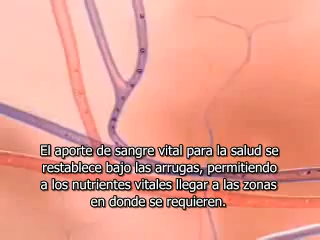 El aporte de sangre vital para la salud se
restablece bajo las arrugas, permitiendo
a los nutrientes vitales llegar a las zonas
en donde se requieren.